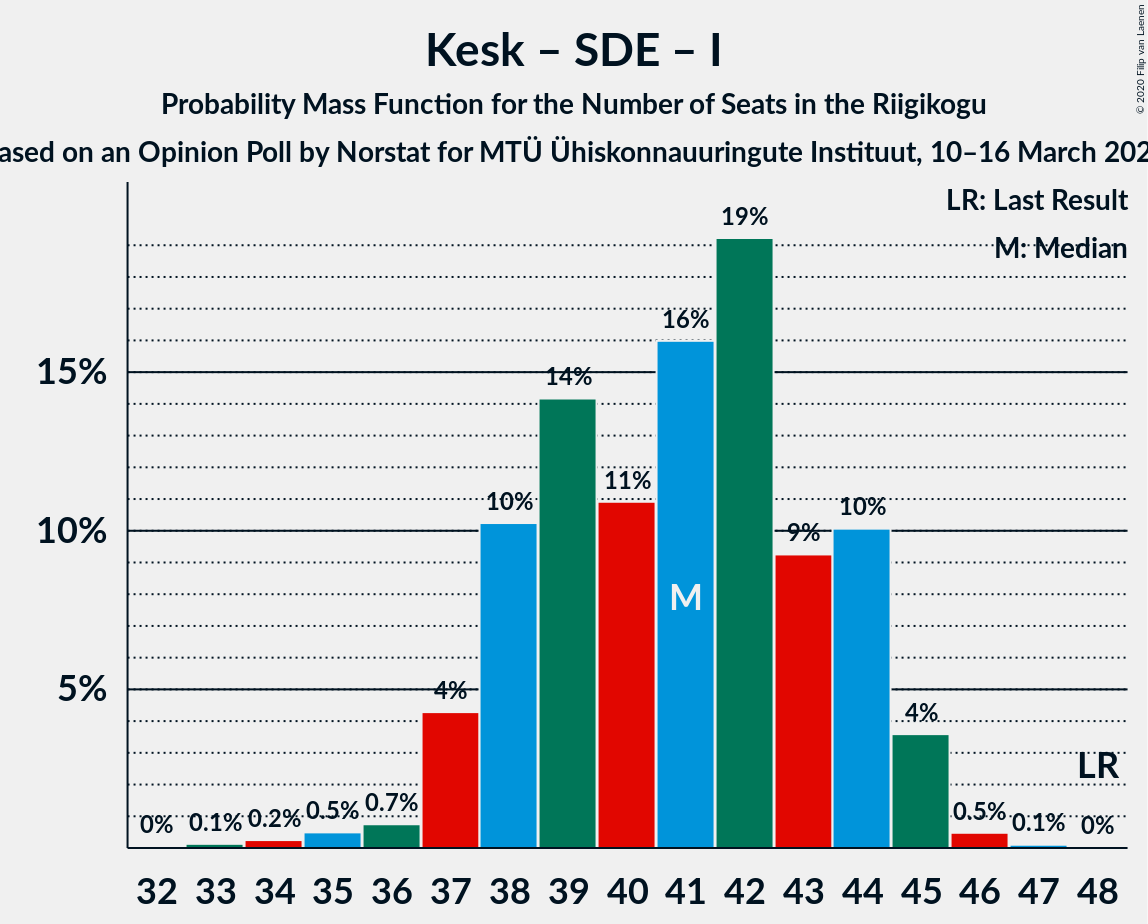 Kesk – SDE – I
Probability Mass Function for the Number of Seats in the Riigikogu
ased on an Opinion Poll by Norstat for MTÜ Ühiskonnauuringute Instituut, 10–16 March 202
© 2020 Filip van Laenen
LR: Last Result
M: Median
15%
10%
5%
0% 0.1% 0.2% 0.5% 0.7% 4% 10% 14% 11% 16% 19% 9% 10% 4% 0.5% 0.1% 0%
M
LR
32 33 34 35 36 37 38 39 40 41 42 43 44 45 46 47 48